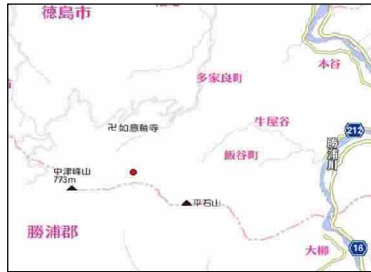 徳島市
多家良町
本谷
卍如意輪寺
牛屋谷
212
勝浦川
飯谷町
中津峰山
773m
平石山
勝浦郡
大柳
16